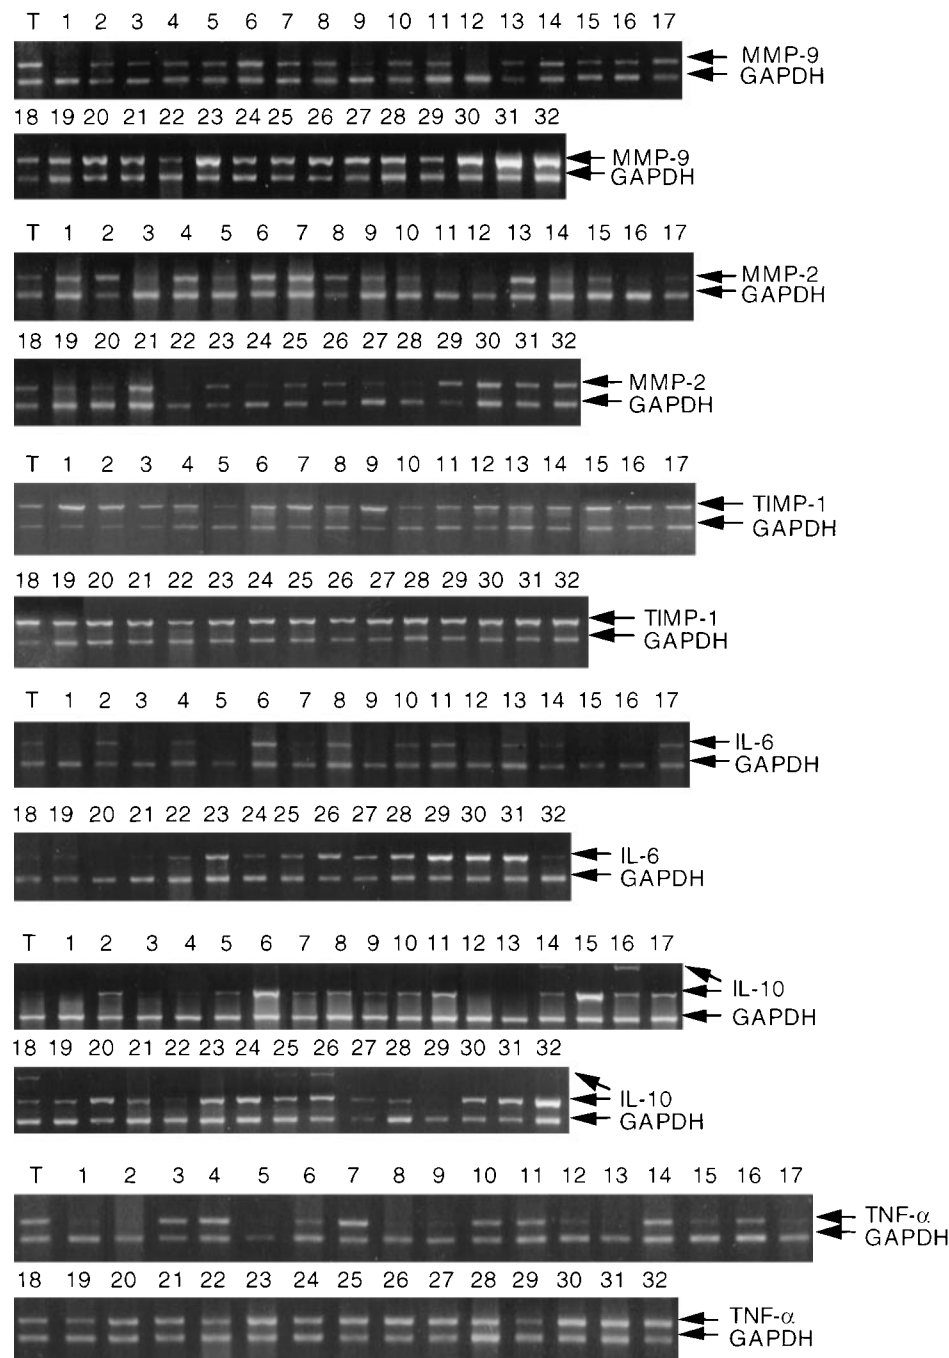 T 1 2 3 4 5 6 7 8 9 10 11 13 14 15 16 17
MMP-9
GAPDH
18 19 20 21 22 23 24 25 26 27 28 29 30 31 32
MMP-9
GAPDH
T 1 2 3 4 5 6 7 8 9 10 11 12 13 14 15 16 17
MMP-2
GAPDH
18 19 20 21 22 23 24 25 26 27 28 29 30 31 32
MMP-2
GAPDH
T 1 2 3 4 5 6 7 8 9 10 11 12 13 14 15 16 17
TIMP-1
GAPDH
18 19 20 21 22 23 24 25 26 27 28 29 30 31 32
TIMP-1
GAPDH
T 1 2 3 4 5 6 7 8 9 10 11 12 13 14 15 16 17
IL-6
GAPDH
18 19 20 21 22 23 24 25 26 27 28 29 30 31 32
IL-6
GAPDH
T 1 2 3 4 5 6 7 8 9 10 11 12 13 14 15 16 17
IL-10
GAPDH
18 19 20 21 22 23 24 25 26 27 28 29 30 31 32
IL-10
GAPDH
T 1 2 3 4 5 6 7 8 9 10 11 12 13 14 15 16 17
TNF-α
GAPDH
18 19 20 21 22 23 24 25 26 27 28 29 30 31 32
TNF-α
GAPDH